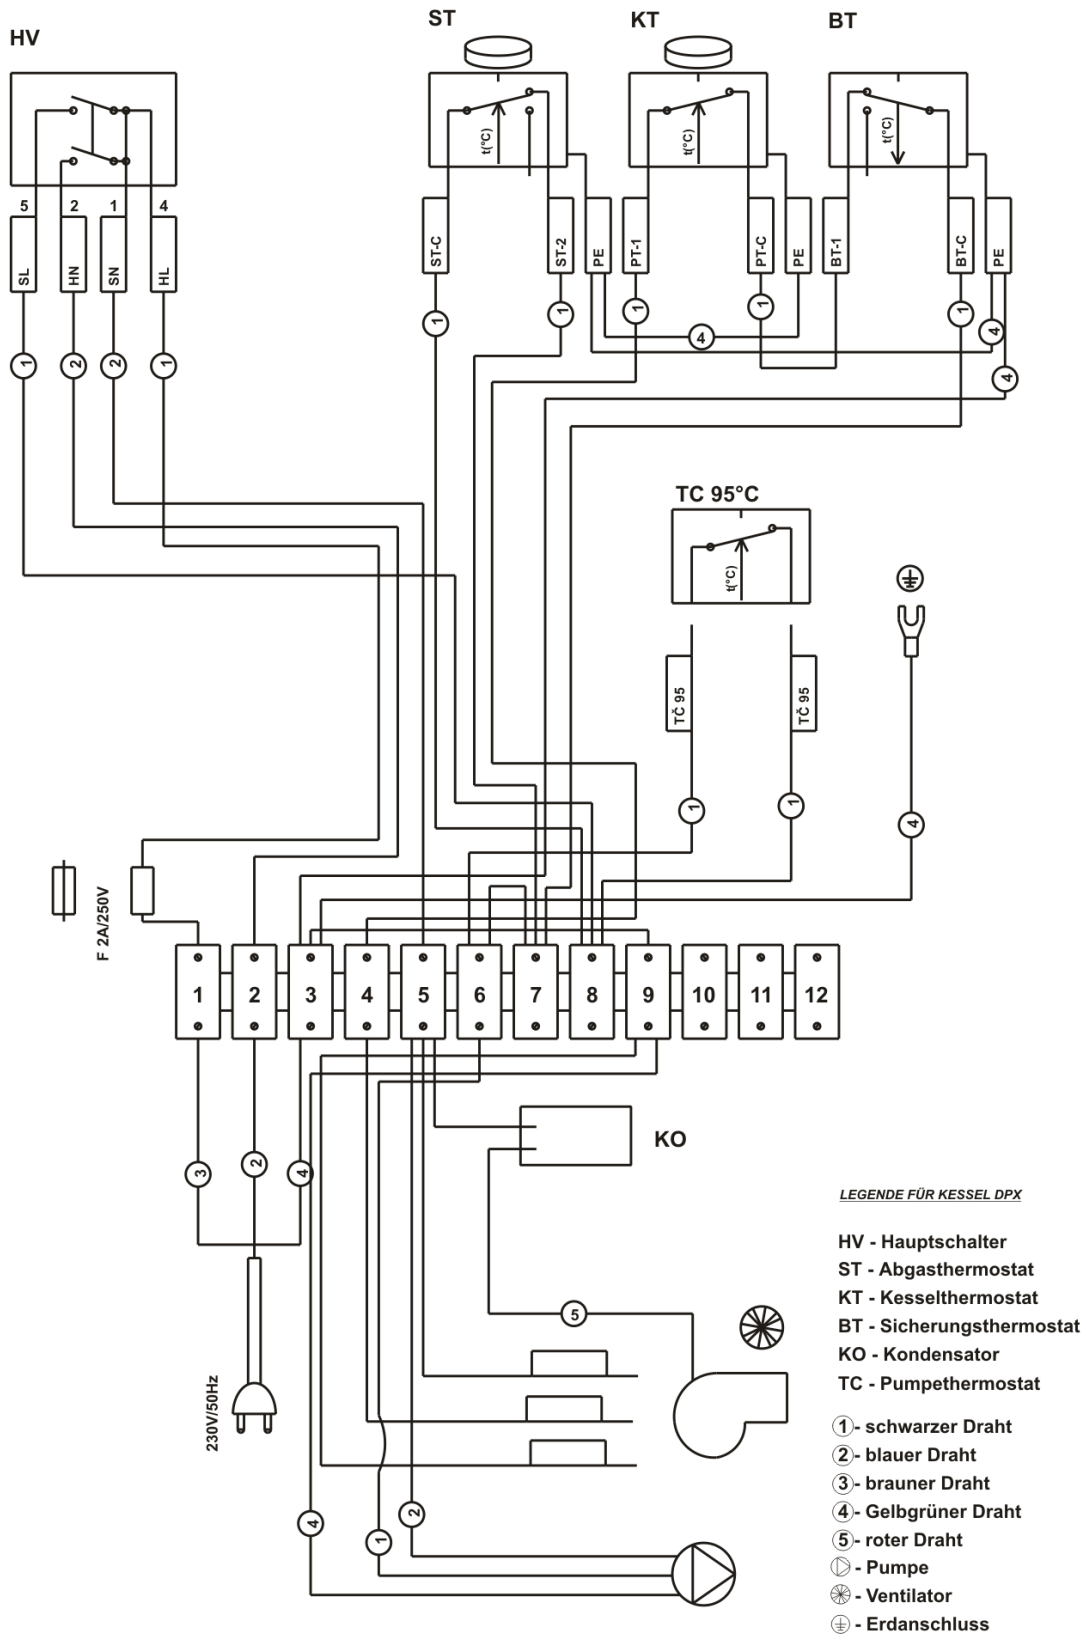 HV
ST
KT
BT
t(°C)
t(°C)
t(°C)
5
2
1
4
SL
HN
SN
HL
ST-C
ST-2
PE
PT-1
PT-C
PE
BT-1
BT-C
PE
1
1
1
1
1
4
4
4
1
2
2
1
TC 95°C
t(°C)
TČ 95
TČ 95
1
1
4
F 2A/250V
1
2
3
4
5
6
7
8
9
10
11
12
3
2
4
KO
5
230V/50Hz
4
1
2
LEGENDE FÜR KESSEL DPX
HV - Hauptschalter
ST - Abgasthermostat
KT - Kesselthermostat
BT - Sicherungsthermostat
KO - Kondensator
TC - Pumpethermostat
1 - schwarzer Draht
2 - blauer Draht
3 - brauner Draht
4 - Gelbgrüner Draht
5 - roter Draht
- Pumpe
- Ventilator
- Erdanschluss